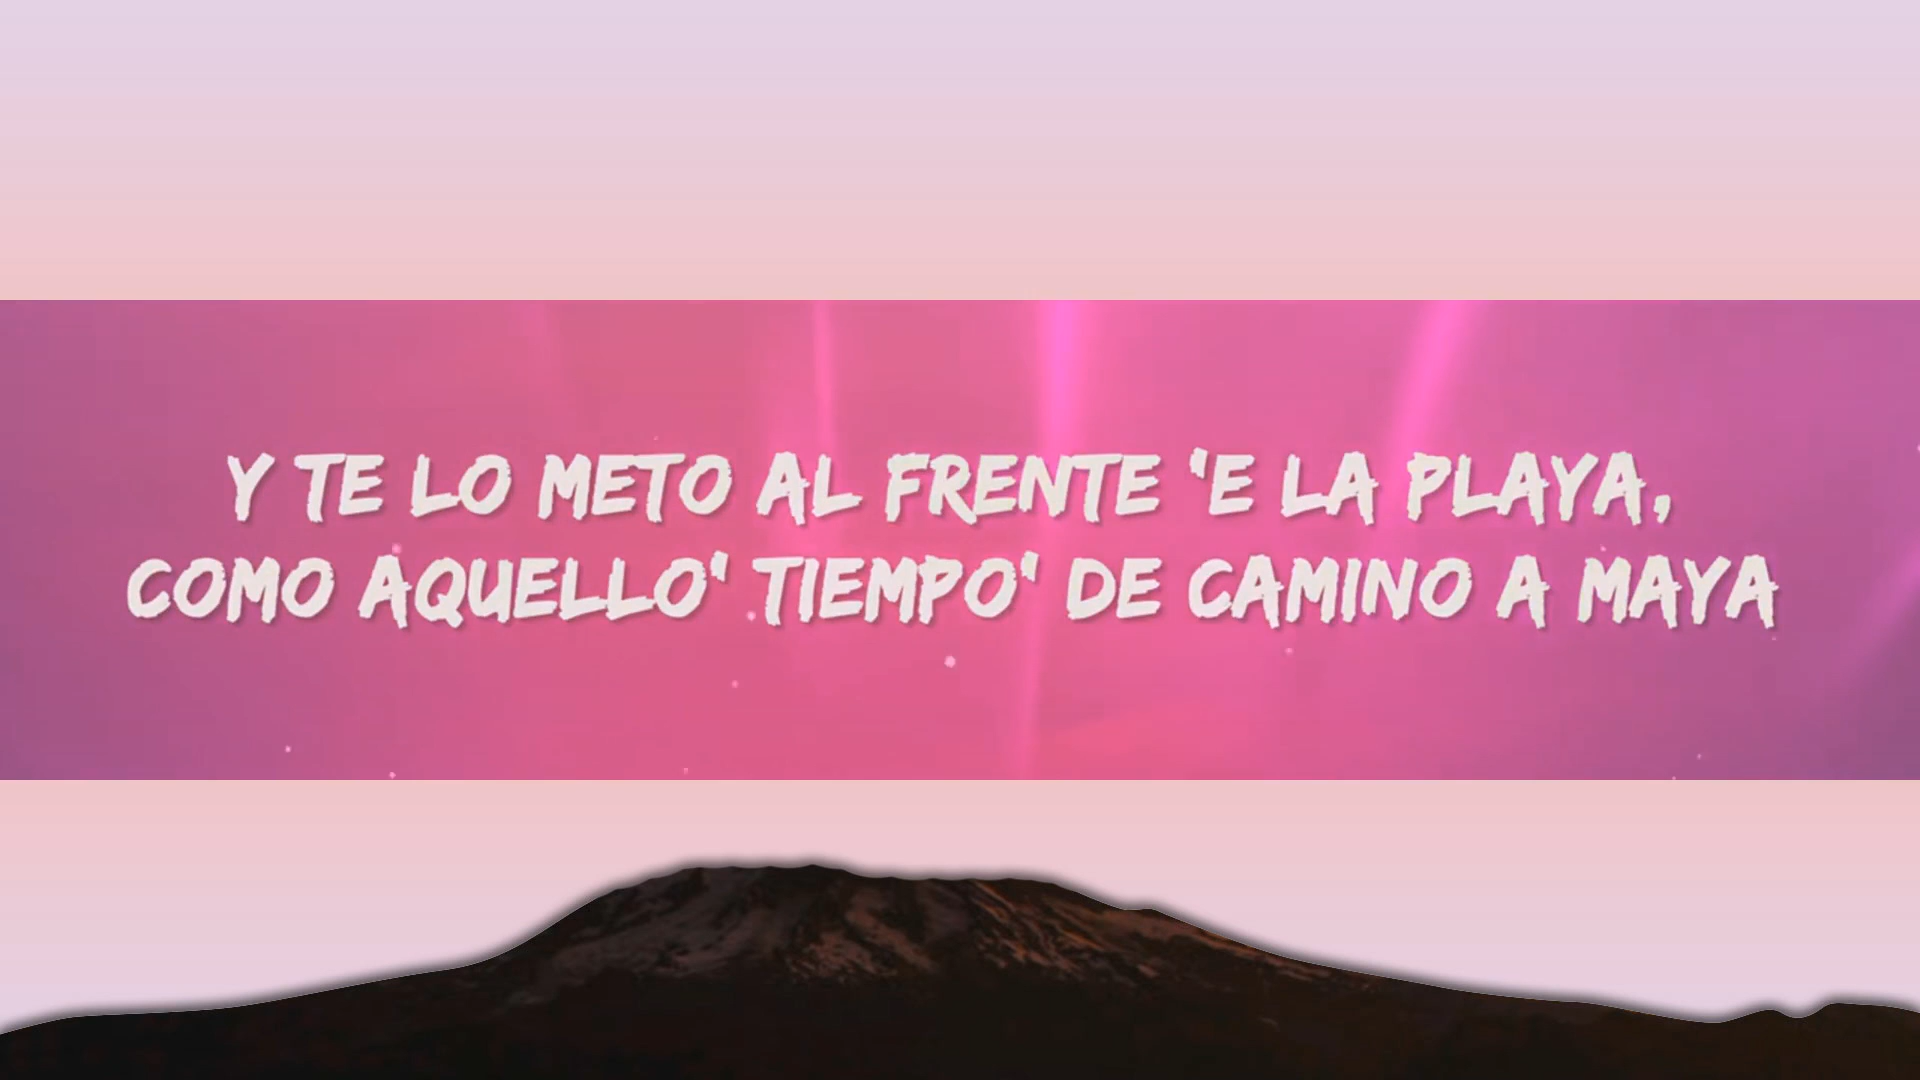 Y TE LO METO AL FRENTE 'E LA PLAYA,
COMO AQUELLO' TIEMPO' DE CAMINO A MAYA